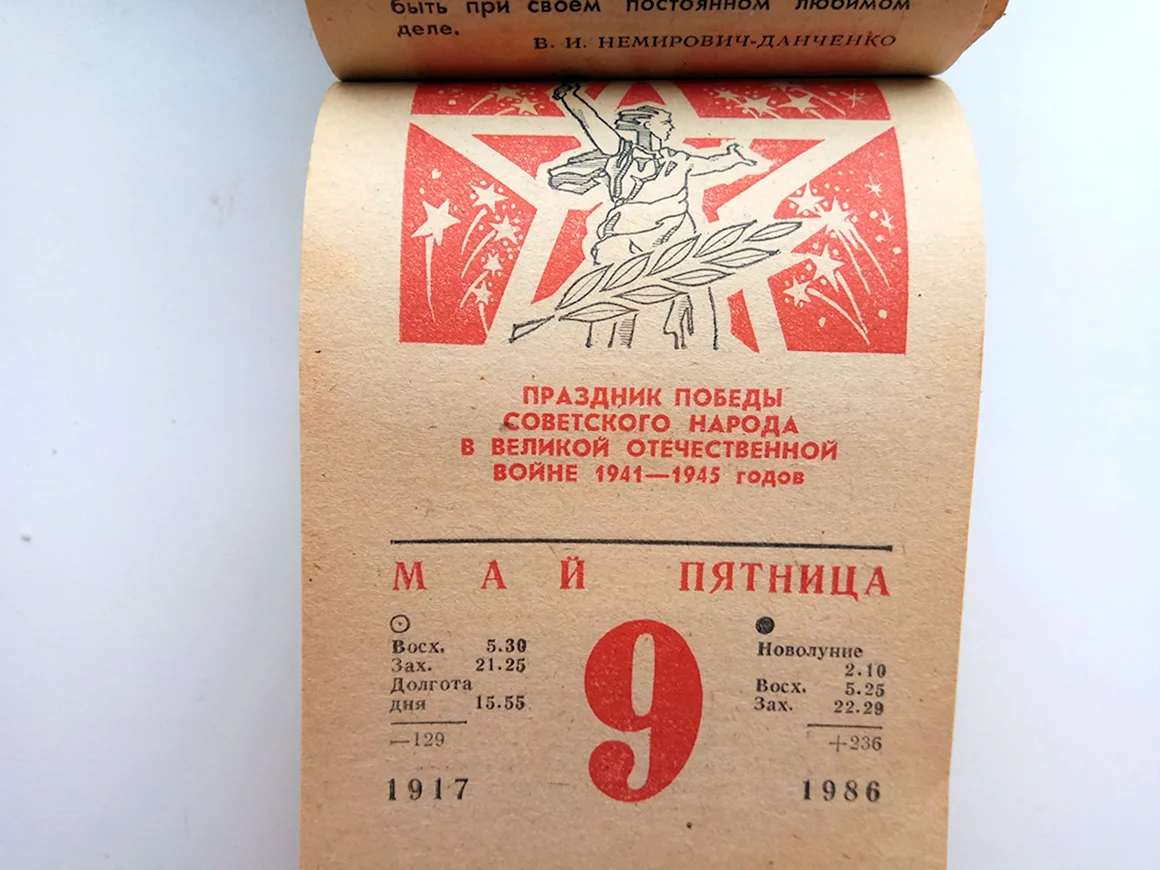 быть при своем постоянном любимом
деле.
В. И. НЕМИРОВИЧ-ДАНЧЕНКО
ПРАЗДНИК ПОБЕДЫ
СОВЕТСКОГО НАРОДА
В ВЕЛИКОЙ ОТЕЧЕСТВЕННОЙ
ВОЙНЕ 1941—1945 годов
МАЙ ПЯТНИЦА
9
Восх. 5.30
Зах. 21.25
Долгота
дня 15.55
—129
1917
Новолуние
2.10
Восх. 5.25
Зах. 22.29
+236
1986